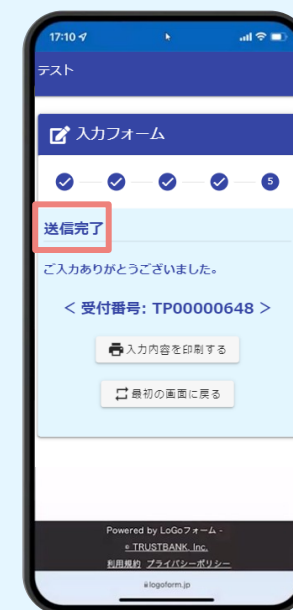 17:10
テスト
入力フォーム
5
送信完了
ご入力ありがとうございました。
< 受付番号: TP00000648 >
入力内容を印刷する
最初の画面に戻る
Powered by LoGoフォーム -
© TRUSTBANK, Inc.
利用規約 プライバシーポリシー
logoform.jp